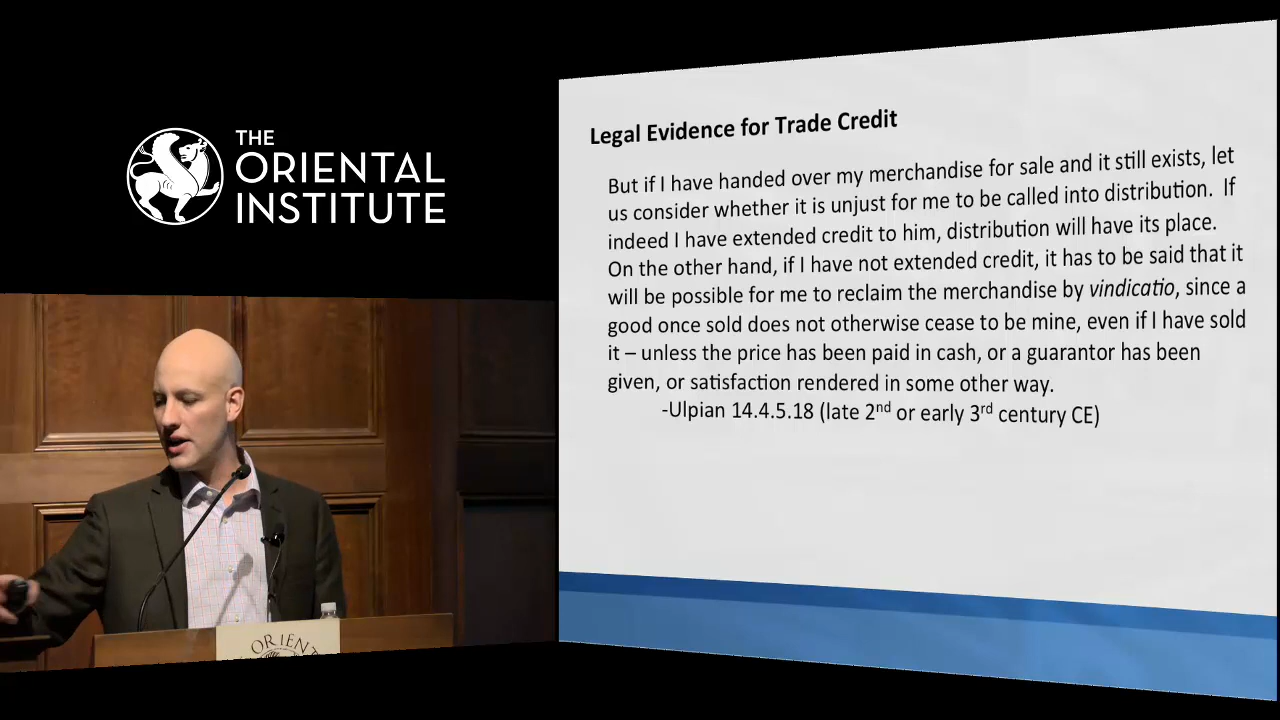 THE
ORIENTAL
INSTITUTE
Legal Evidence for Trade Credit
But if I have handed over my merchandise for sale and it still exists, let
us consider whether it is unjust for me to be called into distribution.  If
indeed I have extended credit to him, distribution will have its place.
On the other hand, if I have not extended credit, it has to be said that it
will be possible for me to reclaim the merchandise by vindicatio, since a
good once sold does not otherwise cease to be mine, even if I have sold
it – unless the price has been paid in cash, or a guarantor has been
given, or satisfaction rendered in some other way.
-Ulpian 14.4.5.18 (late 2nd or early 3rd century CE)
ORIENT